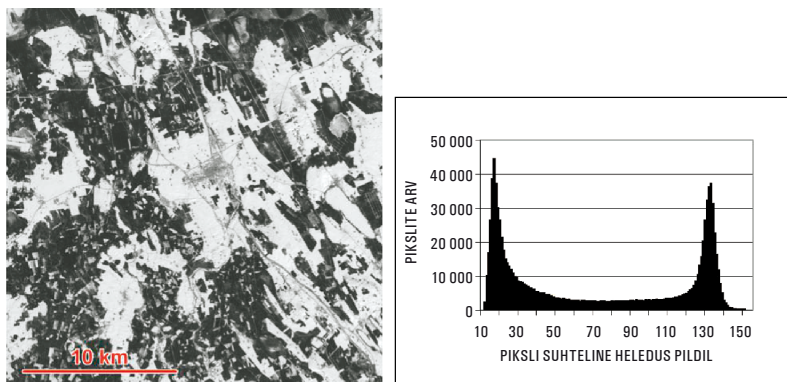 10 km
PIKSLITE ARV
50 000
40 000
30 000
20 000
10 000
0
10 30 50 70 90 110 130 150
PIKSLI SUHTELINE HELEDUS PILDIL